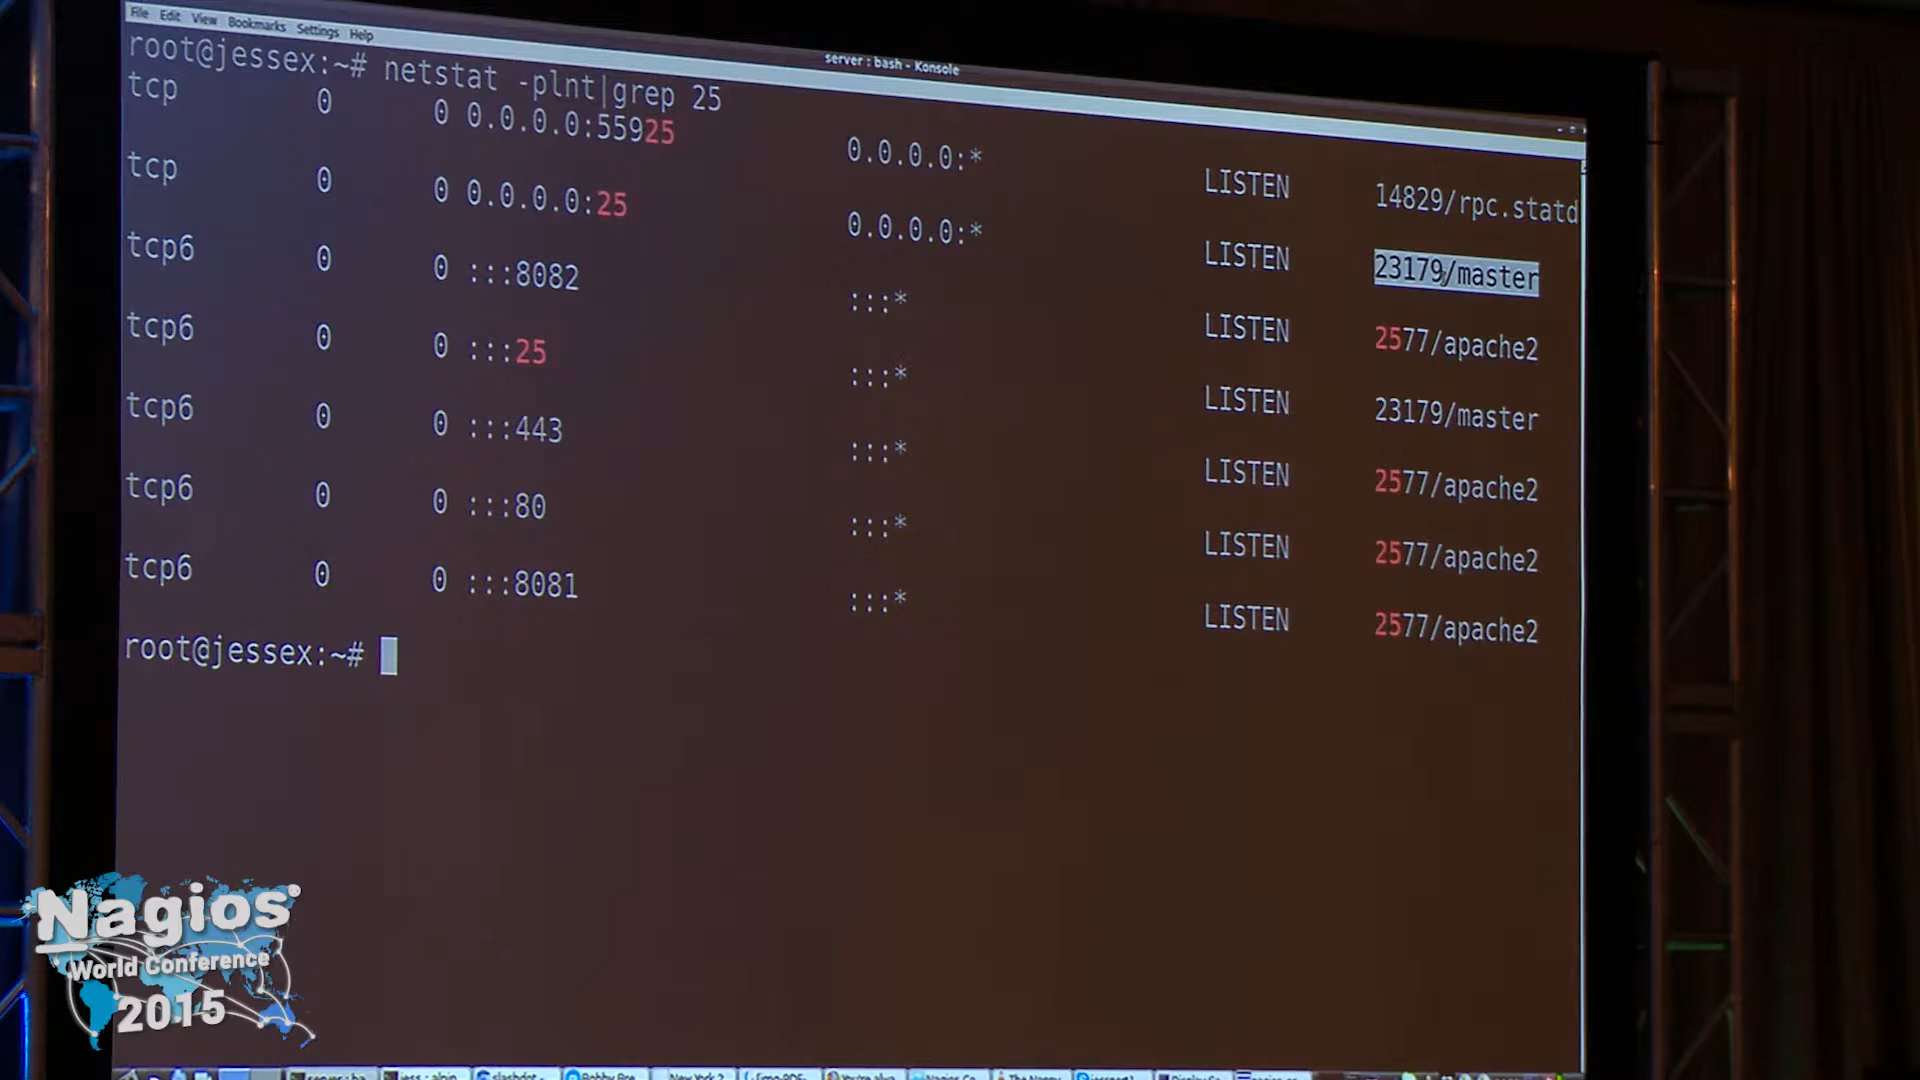 File Edit View Bookmarks Settings Help
server : bash - Konsole
root@jessex:~# netstat -plnt|grep 25
tcp 0 0 0.0.0.0:55925 0.0.0.0:* LISTEN 14829/rpc.statd
tcp 0 0 0.0.0.0:25 0.0.0.0:* LISTEN 23179/master
tcp6 0 0 :::8082 :::* LISTEN 2577/apache2
tcp6 0 0 :::25 :::* LISTEN 23179/master
tcp6 0 0 :::443 :::* LISTEN 2577/apache2
tcp6 0 0 :::80 :::* LISTEN 2577/apache2
tcp6 0 0 :::8081 :::* LISTEN 2577/apache2
root@jessex:~#
Nagios®
World Conference
2015